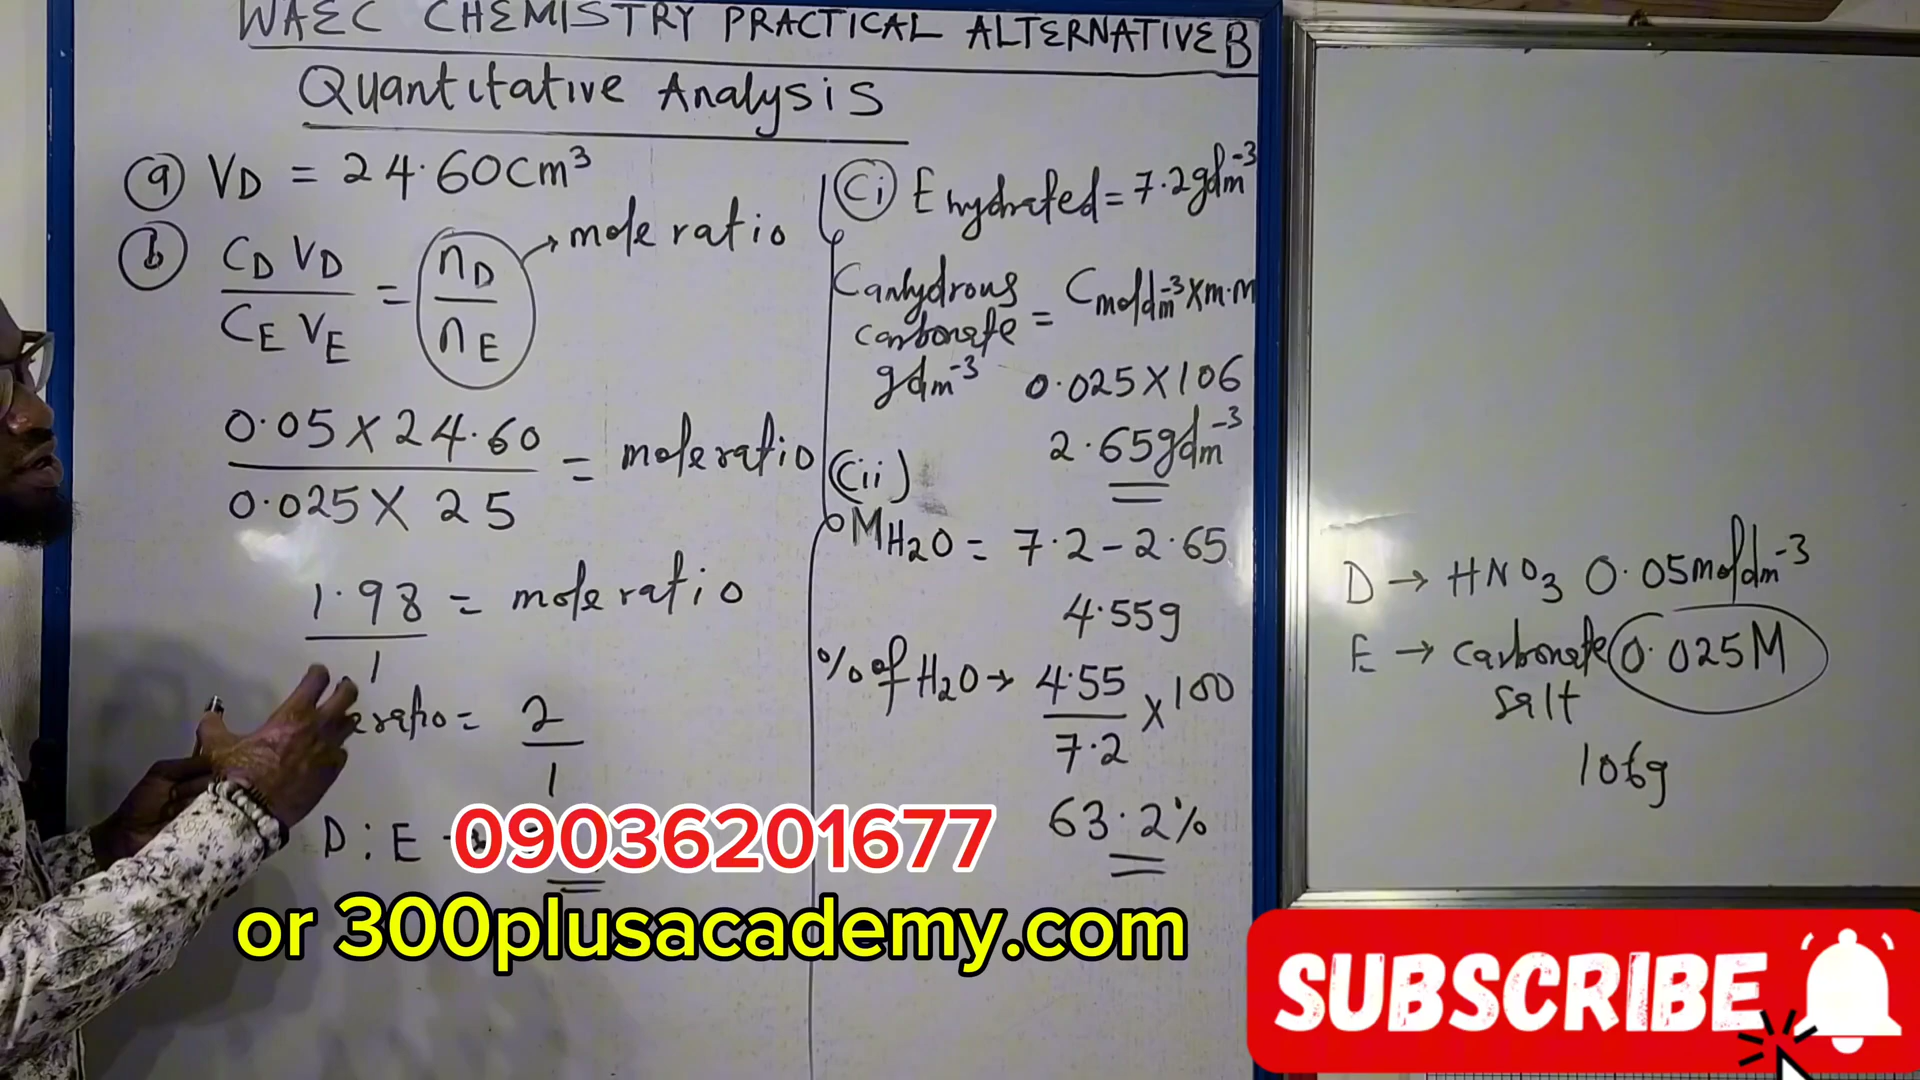 WAEC CHEMISTRY PRACTICAL ALTERNATIVE B
Quantitative Analysis
(a) VD = 24.60cm³
(b) CD VD / CE VE = nD / nE → mole ratio
0.05 X 24.60 / 0.025 X 25 = mole ratio
1.98 / 1 = mole ratio
ratio = 2 / 1
D : E
(Ci) E hydrated = 7.2gdm⁻³
Canhydrous carbonate gdm⁻³ = Cmoldm⁻³ X m.m
0.025 X 106
2.65gdm⁻³
(Cii)
MH₂O = 7.2 - 2.65
4.55g
% of H₂O → 4.55 / 7.2 X 100
63.2%
D → HNO₃ 0.05moldm⁻³
E → carbonate 0.025M
salt
106g
09036201677
or 300plusacademy.com
SUBSCRIBE